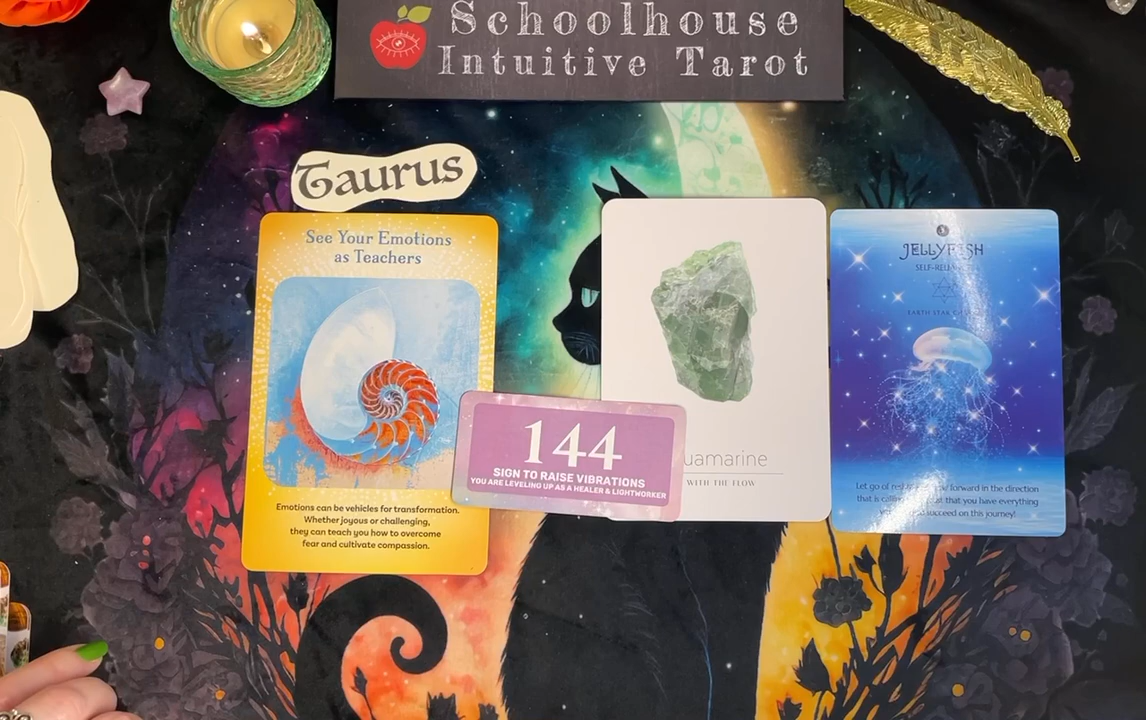 Schoolhouse
Intuitive Tarot
Taurus
See Your Emotions
as Teachers
Emotions can be vehicles for transformation.
Whether joyous or challenging,
they can teach you how to overcome
fear and cultivate compassion.
144
SIGN TO RAISE VIBRATIONS
YOU ARE LEVELING UP AS A HEALER & LIGHTWORKER
uamarine
WITH THE FLOW
JELLYFISH
EARTH STAR
Let go of forward in the direction
that is that you have everything
succeed on this journey!